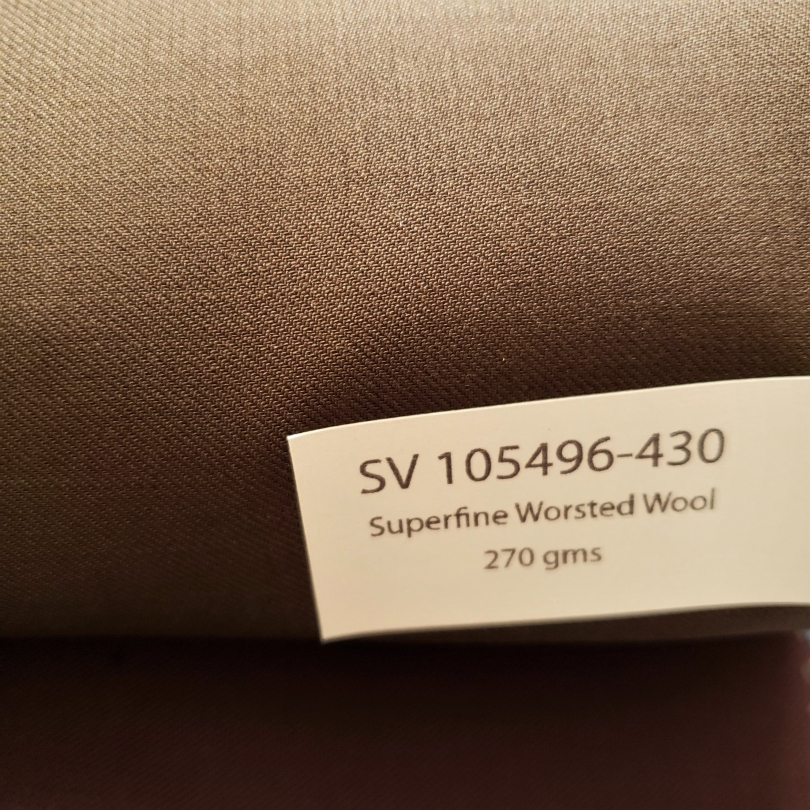 SV 105496-430
Superfine Worsted Wool
270 gms